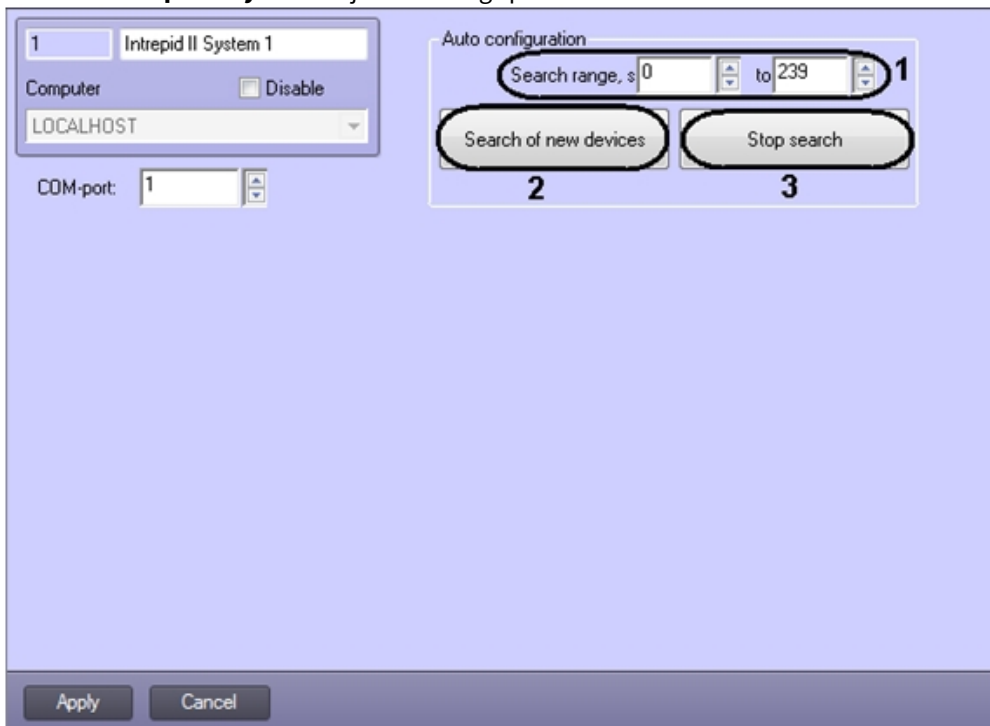 1 Intrepid II System 1
Computer Disable
LOCALHOST
COM-port: 1
Auto configuration
Search range, s 0 to 239 1
Search of new devices Stop search
2 3
Apply Cancel